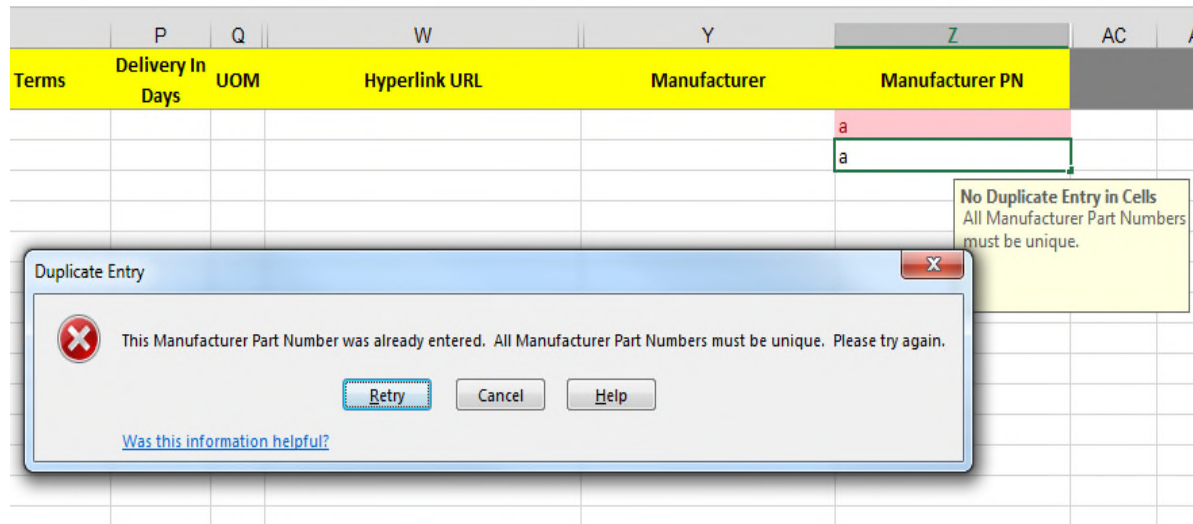 P Q W Y Z AC
Terms Delivery In Days UOM Hyperlink URL Manufacturer Manufacturer PN
a
a
No Duplicate Entry in Cells
All Manufacturer Part Numbers
must be unique.
Duplicate Entry
X
This Manufacturer Part Number was already entered. All Manufacturer Part Numbers must be unique. Please try again.
Retry Cancel Help
Was this information helpful?